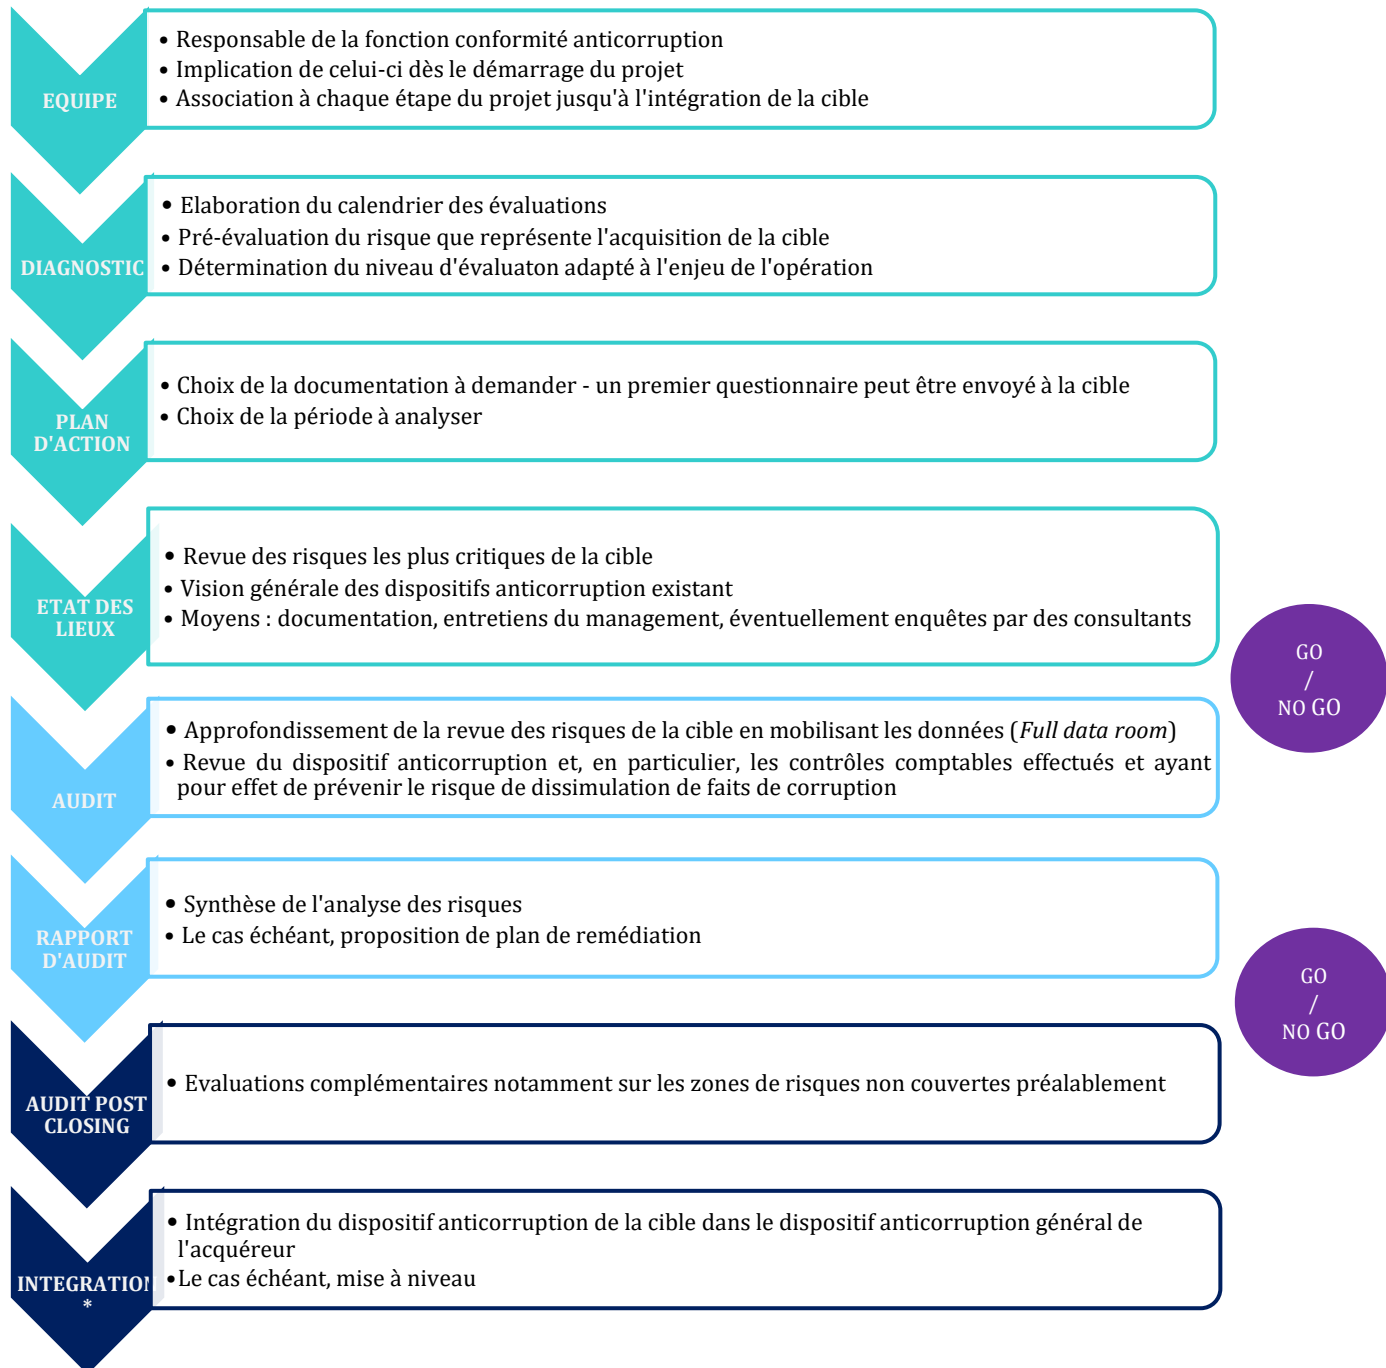 EQUIPE
• Responsable de la fonction conformité anticorruption
• Implication de celui-ci dès le démarrage du projet
• Association à chaque étape du projet jusqu'à l'intégration de la cible
DIAGNOSTIC
• Elaboration du calendrier des évaluations
• Pré-évaluation du risque que représente l'acquisition de la cible
• Détermination du niveau d'évaluaton adapté à l'enjeu de l'opération
PLAN
D'ACTION
• Choix de la documentation à demander - un premier questionnaire peut être envoyé à la cible
• Choix de la période à analyser
ETAT DES
LIEUX
• Revue des risques les plus critiques de la cible
• Vision générale des dispositifs anticorruption existant
• Moyens : documentation, entretiens du management, éventuellement enquêtes par des consultants
GO
/
NO GO
AUDIT
• Approfondissement de la revue des risques de la cible en mobilisant les données (Full data room)
• Revue du dispositif anticorruption et, en particulier, les contrôles comptables effectués et ayant
pour effet de prévenir le risque de dissimulation de faits de corruption
RAPPORT
D'AUDIT
• Synthèse de l'analyse des risques
• Le cas échéant, proposition de plan de remédiation
GO
/
NO GO
AUDIT POST
CLOSING
• Evaluations complémentaires notamment sur les zones de risques non couvertes préalablement
INTEGRATION
*
• Intégration du dispositif anticorruption de la cible dans le dispositif anticorruption général de
l'acquéreur
•Le cas échéant, mise à niveau